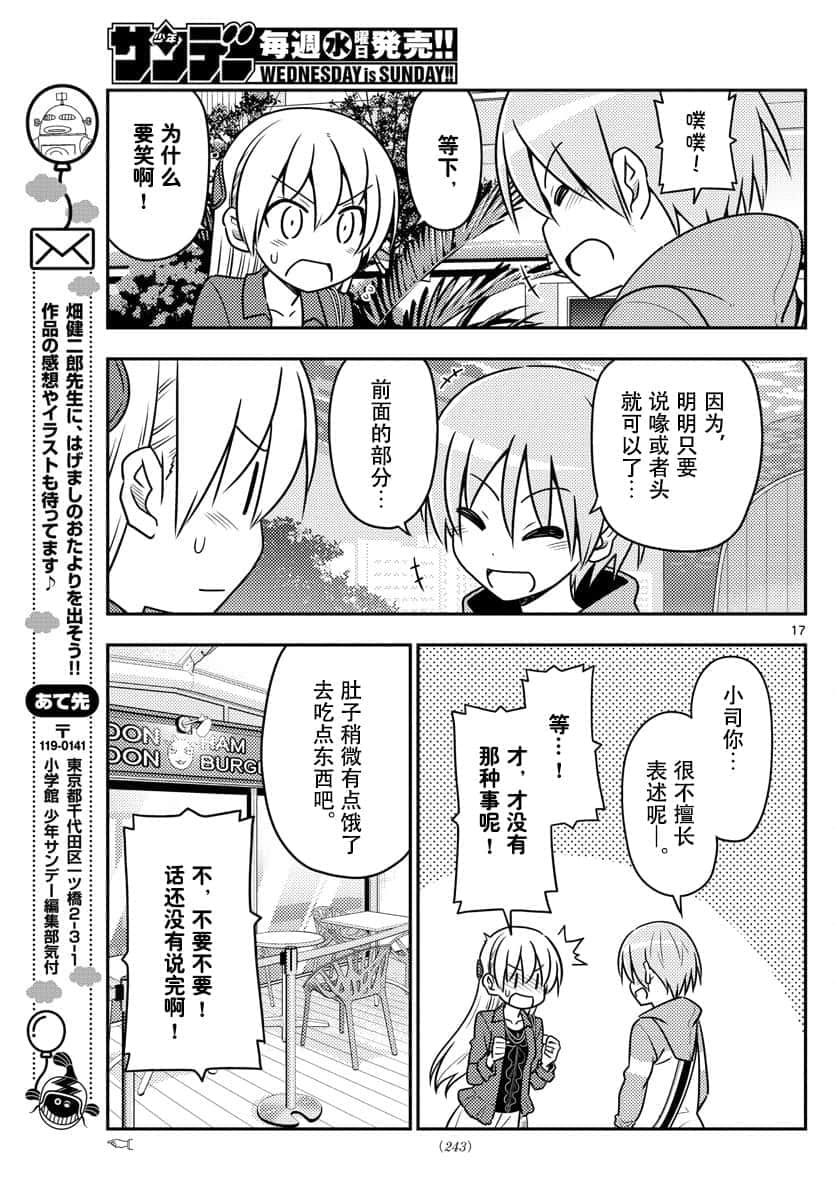 少年サンデー
毎週水曜日発売!!
WEDNESDAY is SUNDAY!!
噗噗！
等下，
为什么
要笑啊！
因为，
明明只要
说喙或者头
就可以了…
前面的部分…
17
小司你…
很不擅长
表述呢—。
等…！
才，才没有
那种事呢！
肚子稍微有点饿了
去吃点东西吧。
DON HAM
DON BURG
不，不要不要！
话还没有说完啊！
畑健二郎先生に、はげましのおたよりを出そう!!
作品の感想やイラストも待ってます♪
あて先
〒
119-0141
東京都千代田区一ツ橋2-3-1
小学館 少年サンデー編集部気付
(243)